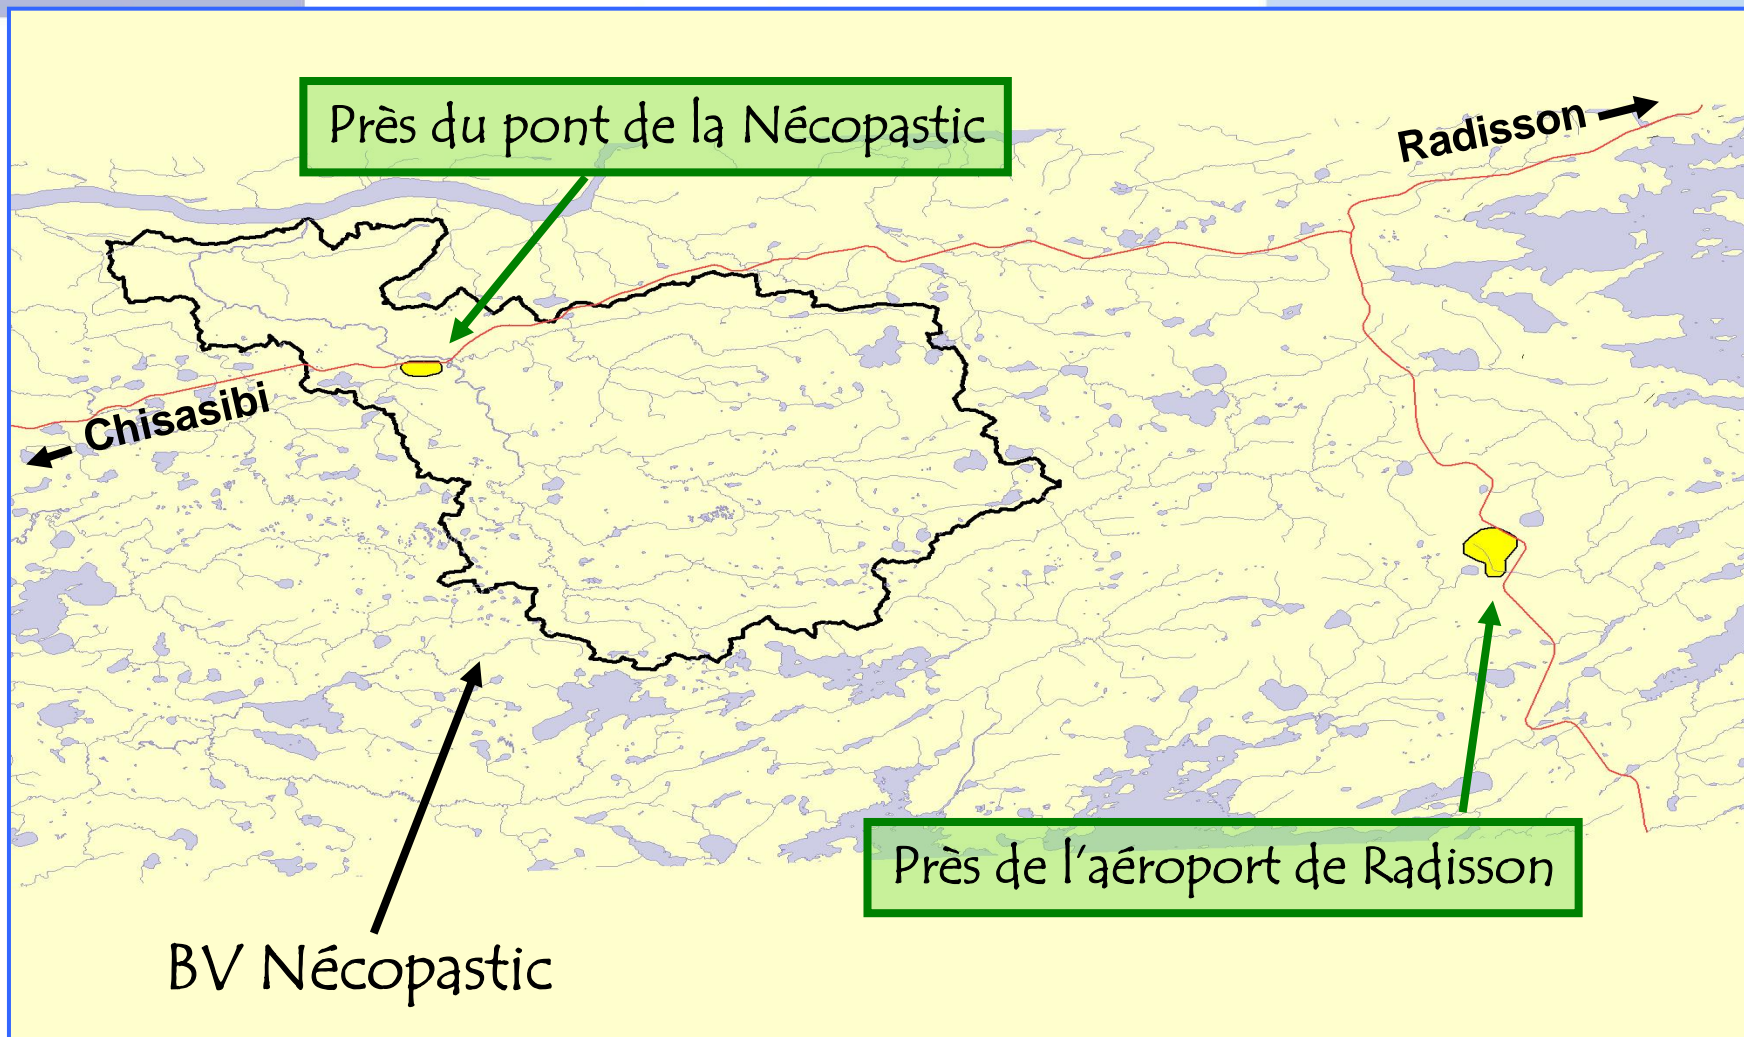 Près du pont de la Nécopastic
Radisson
Chisasibi
Près de l'aéroport de Radisson
BV Nécopastic